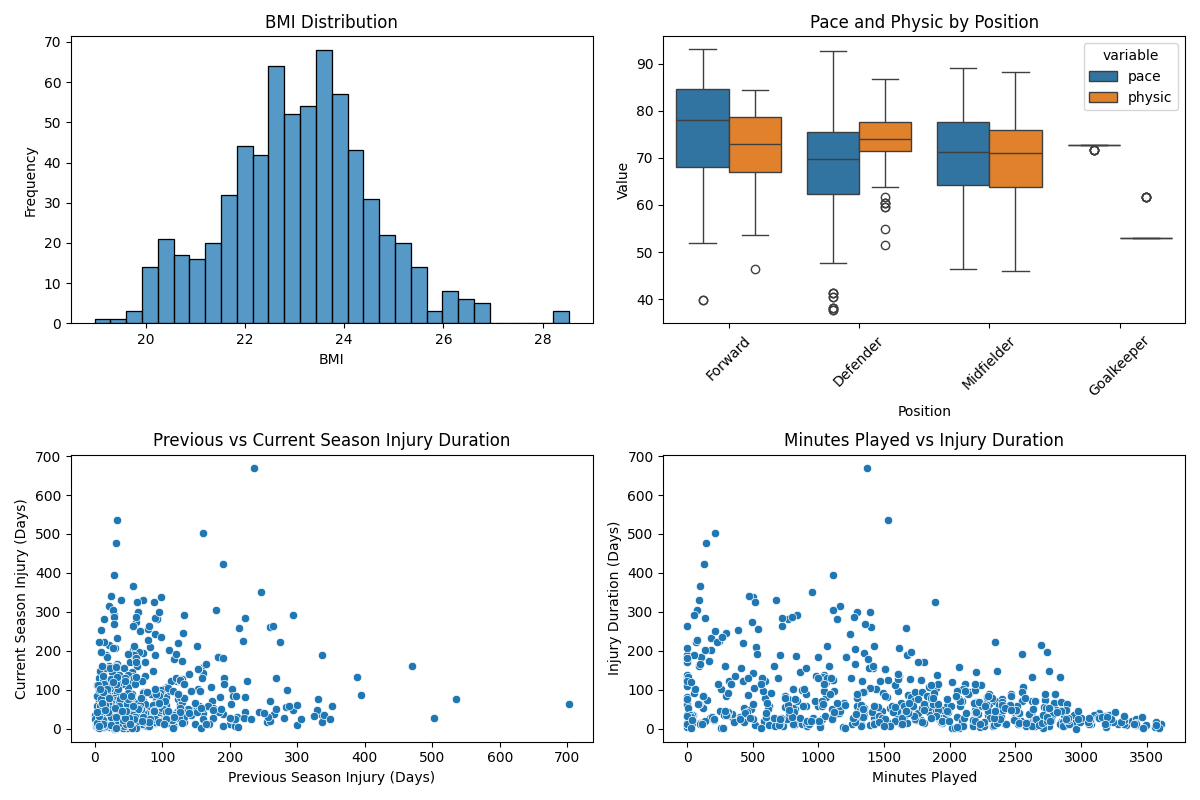 BMI Distribution
70
60
50
40
30
20
10
0
Frequency
20 22 24 26 28
BMI
Pace and Physic by Position
90
80
70
60
50
40
Value
variable
pace
physic
Forward Defender Midfielder Goalkeeper
Position
Previous vs Current Season Injury Duration
700
600
500
400
300
200
100
0
Current Season Injury (Days)
0 100 200 300 400 500 600 700
Previous Season Injury (Days)
Minutes Played vs Injury Duration
700
600
500
400
300
200
100
0
Injury Duration (Days)
0 500 1000 1500 2000 2500 3000 3500
Minutes Played